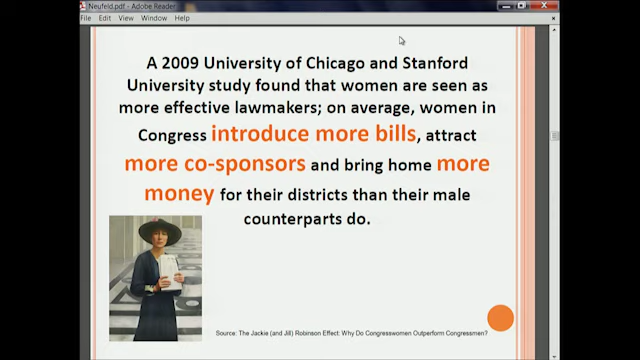 Neufeld.pdf - Adobe Reader
File Edit View Window Help
A 2009 University of Chicago and Stanford
University study found that women are seen as
more effective lawmakers; on average, women in
Congress introduce more bills, attract
more co-sponsors and bring home more
money for their districts than their male
counterparts do.
Source: The Jackie (and Jill) Robinson Effect: Why Do Congresswomen Outperform Congressmen?